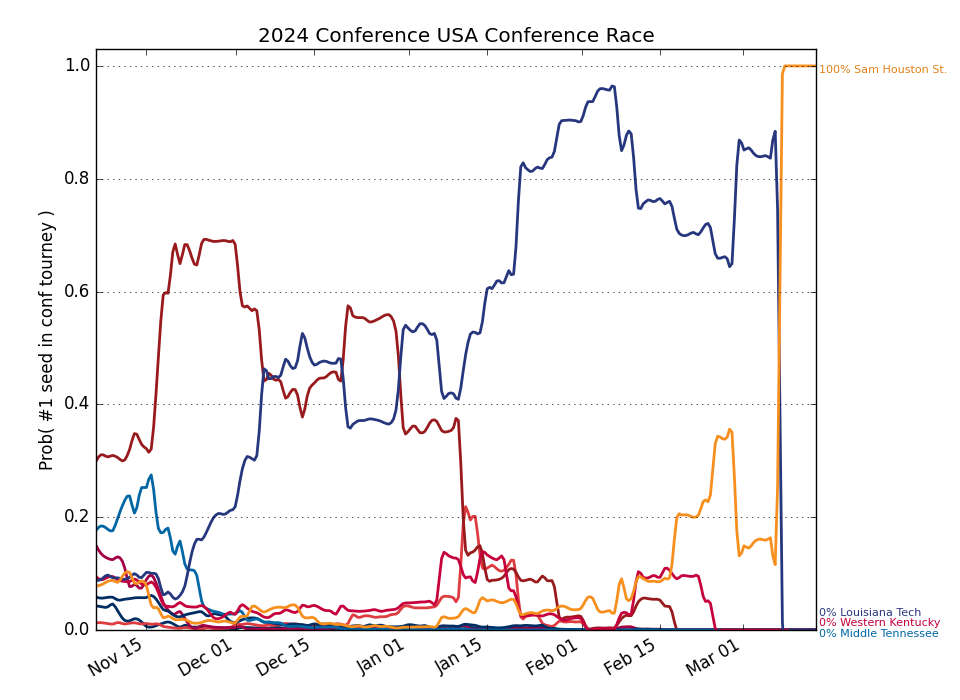 2024 Conference USA Conference Race
Prob( #1 seed in conf tourney )
1.0
0.8
0.6
0.4
0.2
0.0
100% Sam Houston St.
0% Louisiana Tech
0% Western Kentucky
0% Middle Tennessee
Nov 15
Dec 01
Dec 15
Jan 01
Jan 15
Feb 01
Feb 15
Mar 01